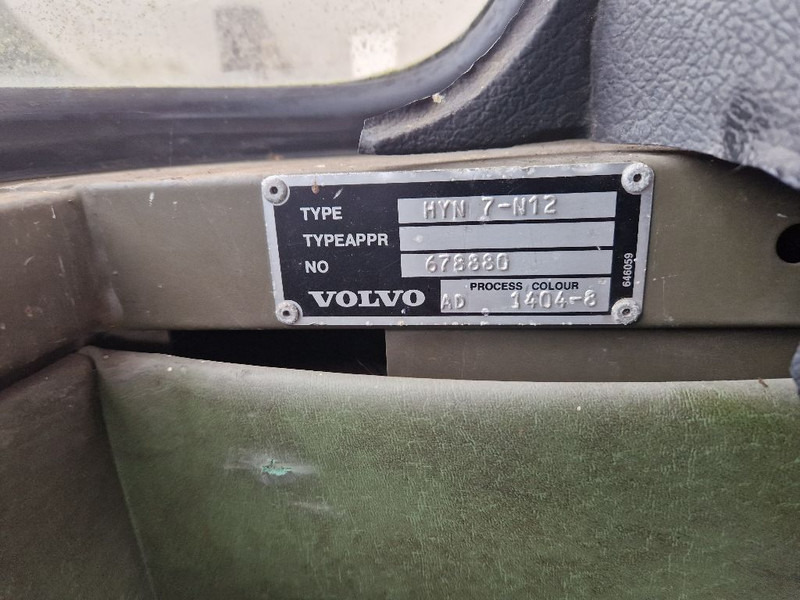 TYPE HYN 7-N12
TYPEAPPR
NO 678880
PROCESS COLOUR
VOLVO AD 1404-8
646059